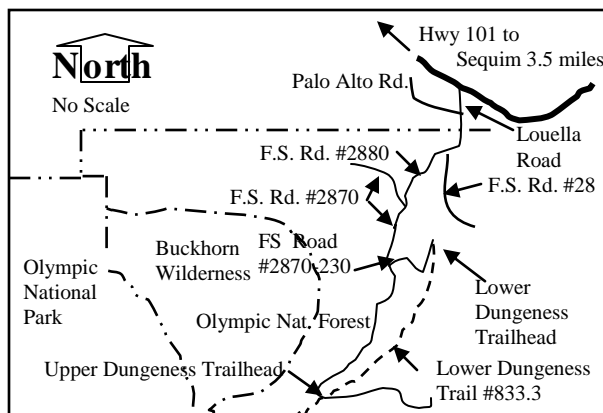 Hwy 101 to
Sequim 3.5 miles
North
No Scale
Palo Alto Rd.
Louella
Road
F.S. Rd. #2880
F.S. Rd. #28
F.S. Rd. #2870
FS Road
#2870-230
Buckhorn
Wilderness
Olympic
National
Park
Lower
Dungeness
Trailhead
Olympic Nat. Forest
Upper Dungeness Trailhead
Lower Dungeness
Trail #833.3